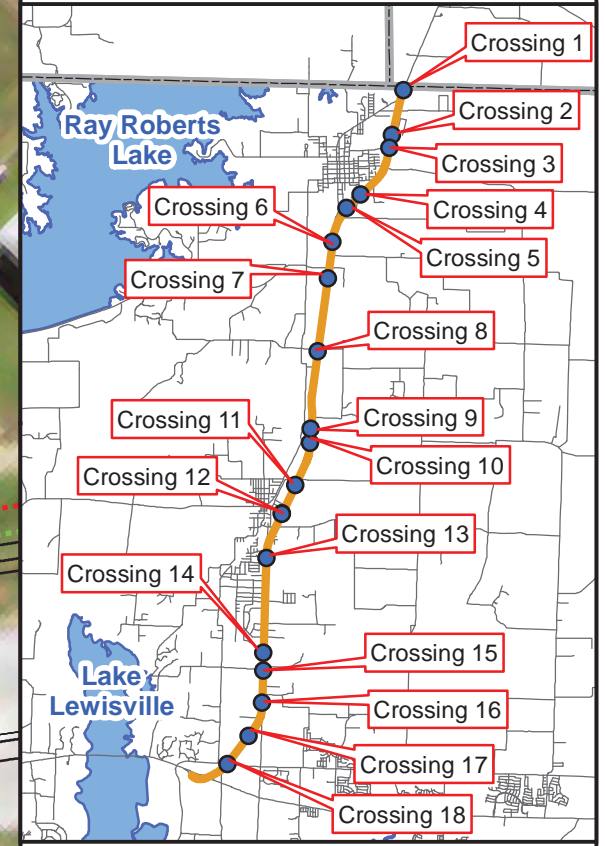 Crossing 1
Crossing 2
Ray Roberts
Lake
Crossing 3
Crossing 6
Crossing 4
Crossing 5
Crossing 7
Crossing 8
Crossing 11
Crossing 9
Crossing 10
Crossing 12
Crossing 13
Crossing 14
Crossing 15
Lake
Lewisville
Crossing 16
Crossing 17
Crossing 18